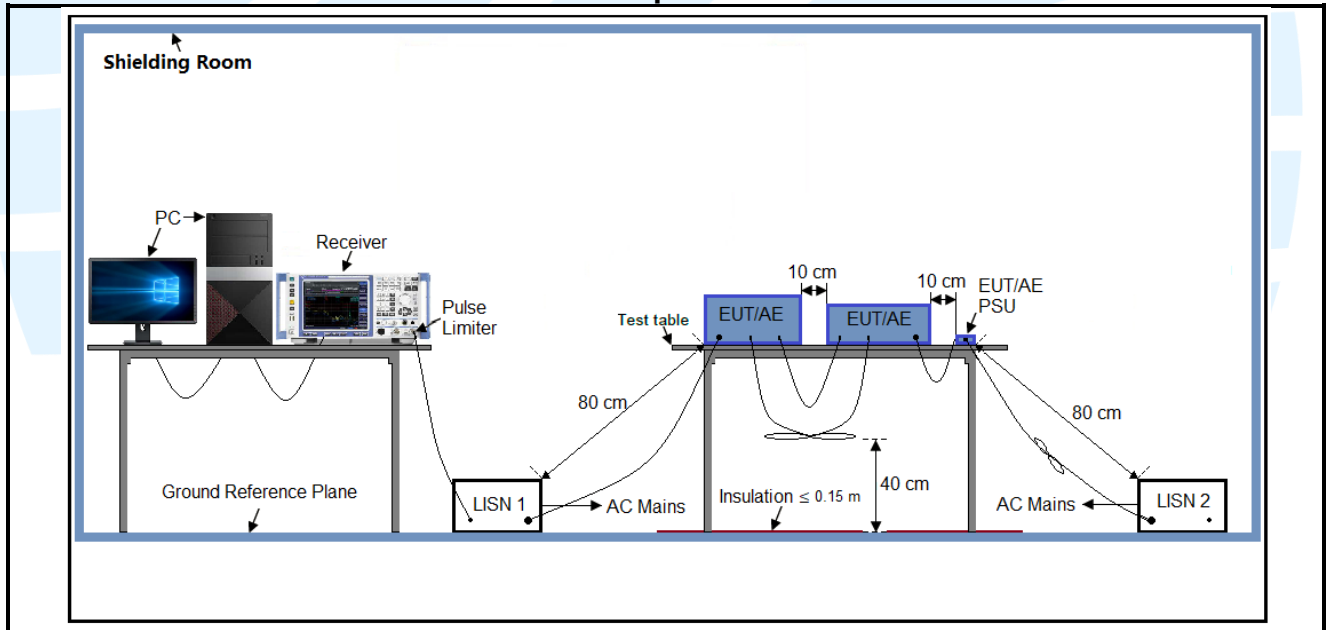 Shielding Room
PC
Receiver
Pulse
Limiter
Test table
EUT/AE
10 cm
EUT/AE
10 cm
EUT/AE
PSU
80 cm
80 cm
40 cm
Ground Reference Plane
LISN 1
AC Mains
Insulation ≤ 0.15 m
AC Mains
LISN 2